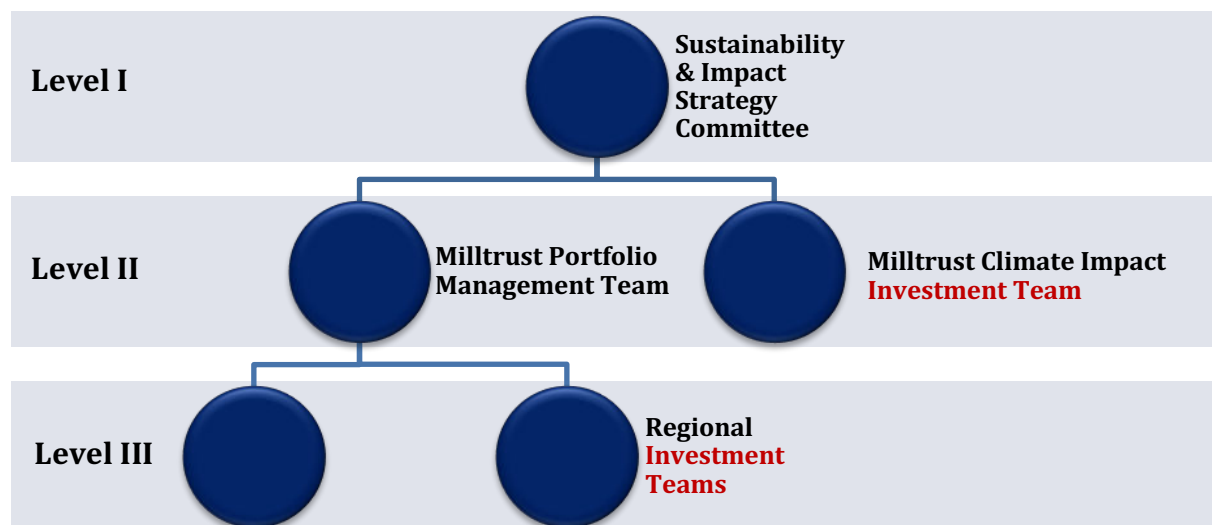 Level I
Sustainability
& Impact
Strategy
Committee
Level II
Milltrust Portfolio
Management Team
Milltrust Climate Impact
Investment Team
Level III
Regional
Investment
Teams